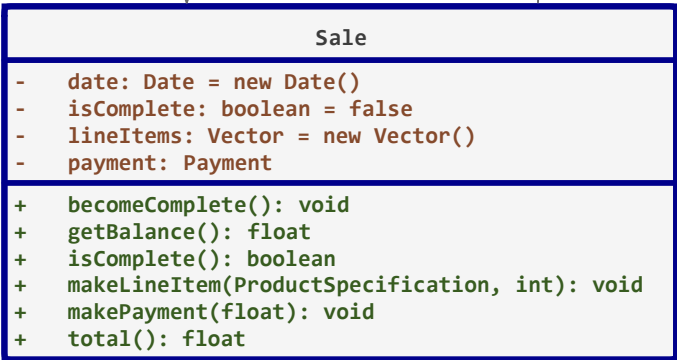 Sale
- date: Date = new Date()
- isComplete: boolean = false
- lineItems: Vector = new Vector()
- payment: Payment
+ becomeComplete(): void
+ getBalance(): float
+ isComplete(): boolean
+ makeLineItem(ProductSpecification, int): void
+ makePayment(float): void
+ total(): float